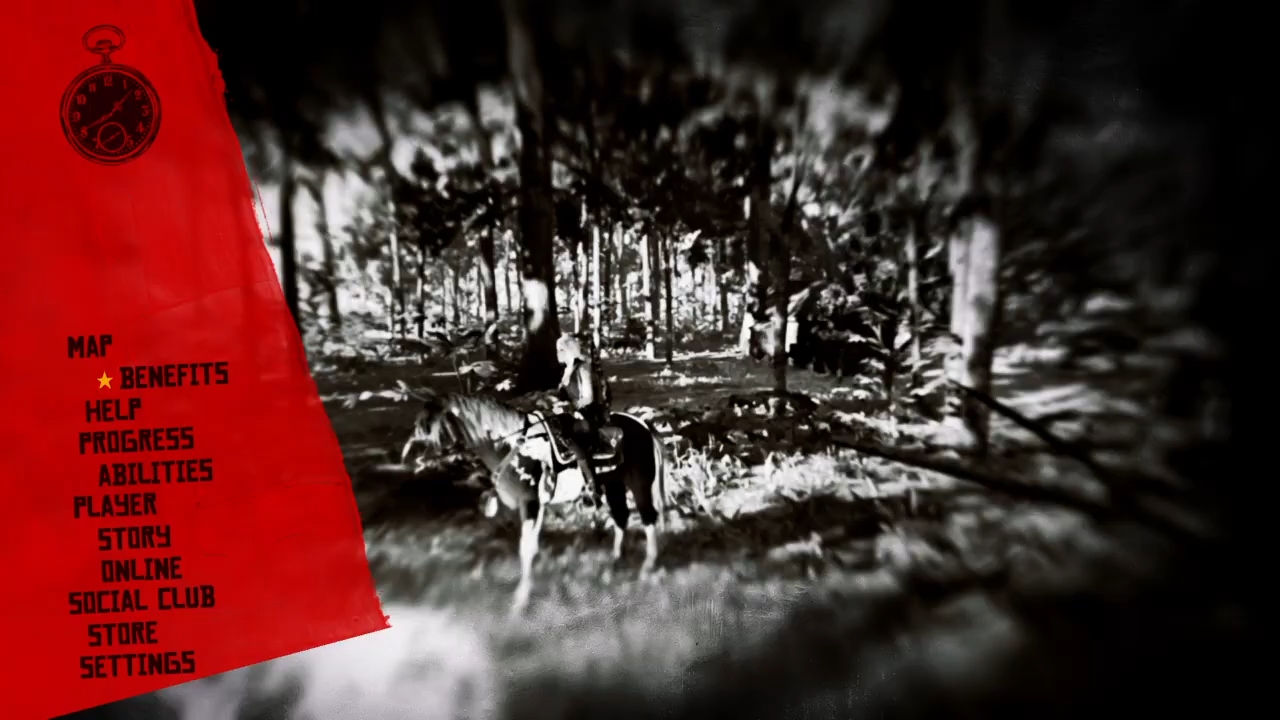 MAP
BENEFITS
HELP
PROGRESS
ABILITIES
PLAYER
STORY
ONLINE
SOCIAL CLUB
STORE
SETTINGS